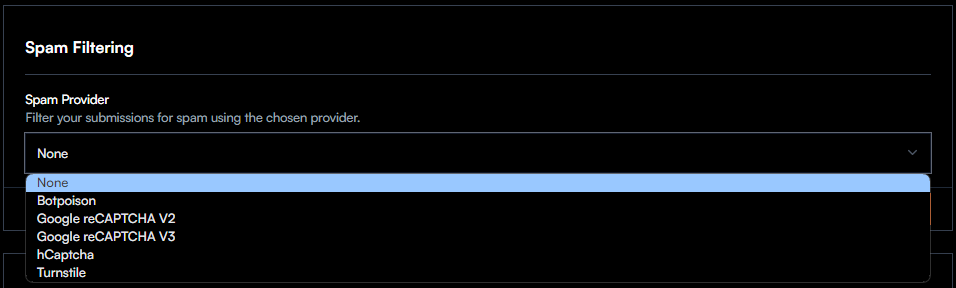 Spam Filtering
Spam Provider
Filter your submissions for spam using the chosen provider.
None
None
Botpoison
Google reCAPTCHA V2
Google reCAPTCHA V3
hCaptcha
Turnstile